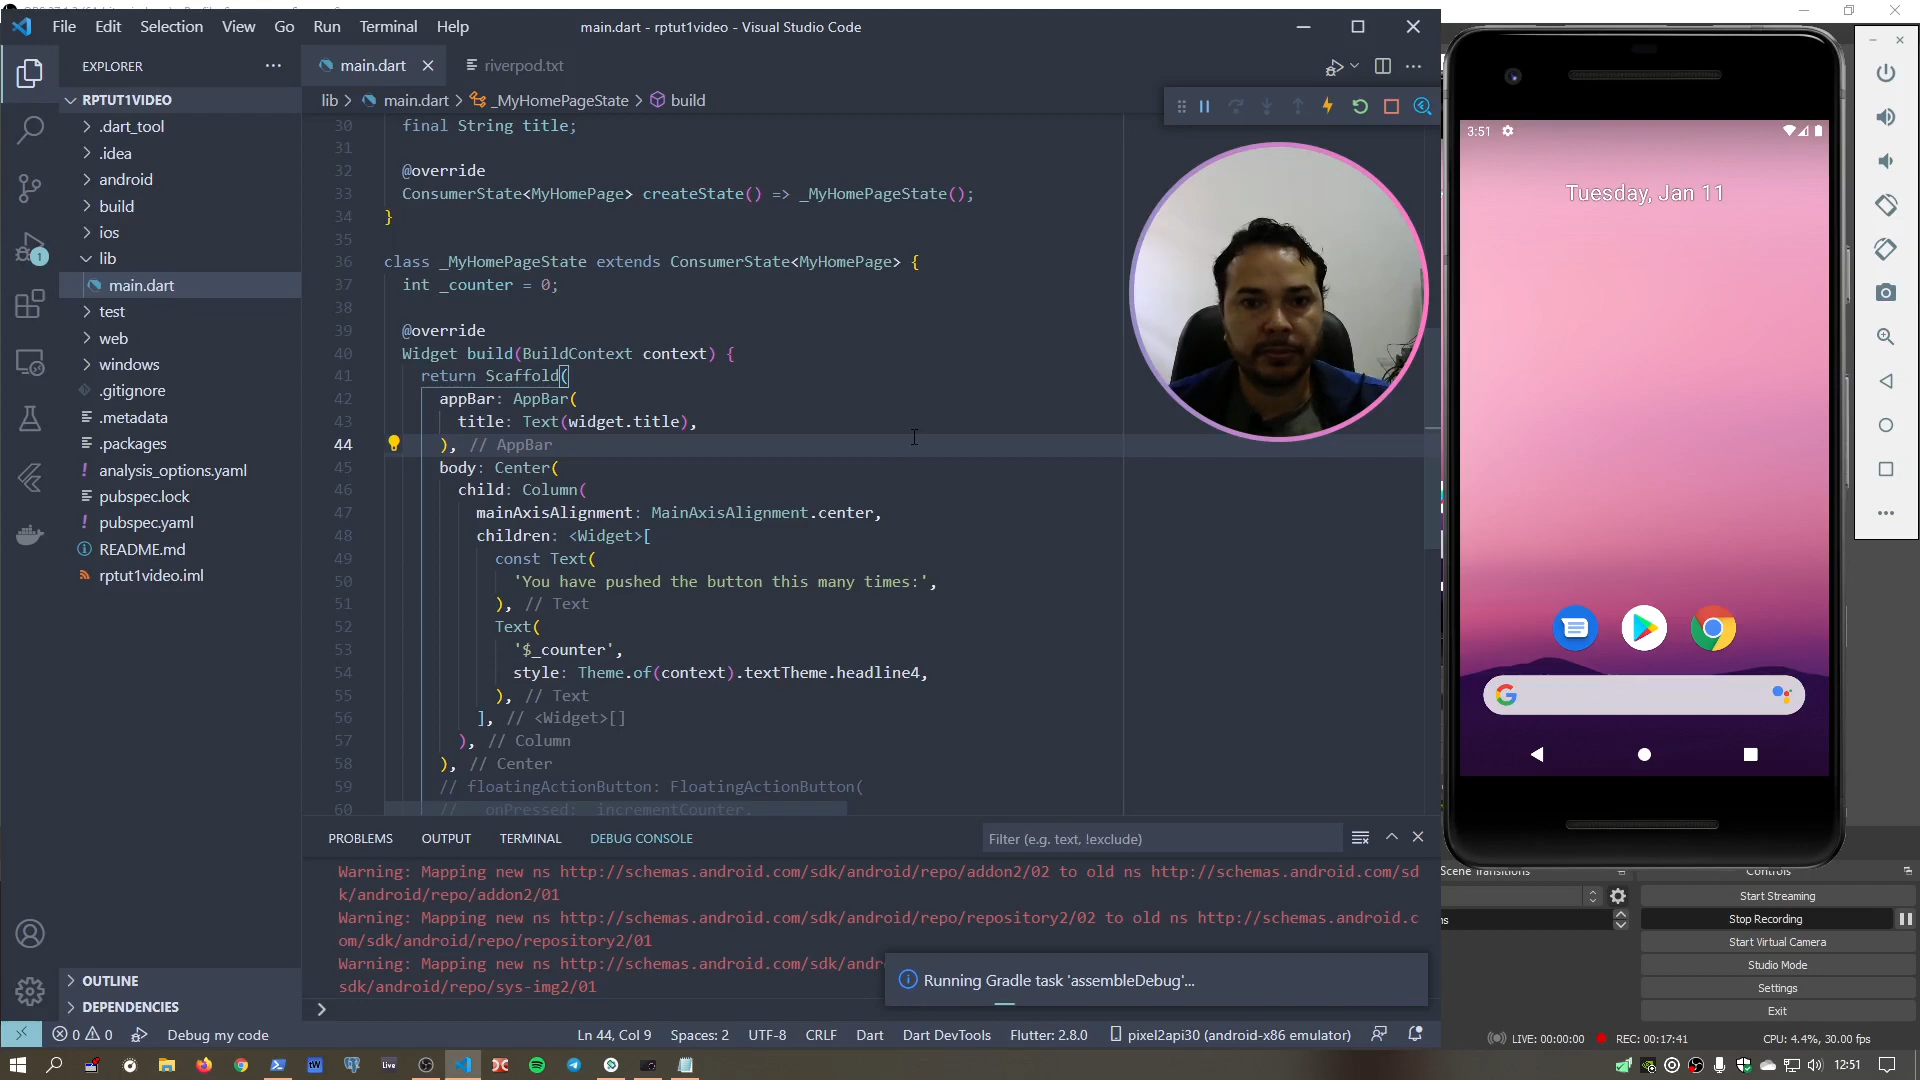 File Edit Selection View Go Run Terminal Help
main.dart - rptut1video - Visual Studio Code
EXPLORER
RPTUT1VIDEO
.dart_tool
.idea
android
build
ios
lib
main.dart
test
web
windows
.gitignore
.metadata
.packages
analysis_options.yaml
pubspec.lock
pubspec.yaml
README.md
rptut1video.iml
OUTLINE
DEPENDENCIES
main.dart
riverpod.txt
lib > main.dart > _MyHomePageState > build
30 final String title;
31
32 @override
33 ConsumerState<MyHomePage> createState() => _MyHomePageState();
34 }
35
36 class _MyHomePageState extends ConsumerState<MyHomePage> {
37 int _counter = 0;
38
39 @override
40 Widget build(BuildContext context) {
41 return Scaffold(
42 appBar: AppBar(
43 title: Text(widget.title),
44 ), // AppBar
45 body: Center(
46 child: Column(
47 mainAxisAlignment: MainAxisAlignment.center,
48 children: <Widget>[
49 const Text(
50 'You have pushed the button this many times:',
51 ), // Text
52 Text(
53 '$_counter',
54 style: Theme.of(context).textTheme.headline4,
55 ), // Text
56 ], // <Widget>[]
57 ), // Column
58 ), // Center
59 // floatingActionButton: FloatingActionButton(
60 // onPressed: _incrementCounter,
PROBLEMS OUTPUT TERMINAL DEBUG CONSOLE
Filter (e.g. text, !exclude)
Warning: Mapping new ns http://schemas.android.com/sdk/android/repo/addon2/02 to old ns http://schemas.android.com/sd
k/android/repo/addon2/01
Warning: Mapping new ns http://schemas.android.com/sdk/android/repo/repository2/02 to old ns http://schemas.android.c
om/sdk/android/repo/repository2/01
Warning: Mapping new ns http://schemas.android.com/sdk/andr
sdk/android/repo/sys-img2/01
Running Gradle task 'assembleDebug'...
0 0
Debug my code
Ln 44, Col 9 Spaces: 2 UTF-8 CRLF Dart Dart DevTools Flutter: 2.8.0 pixel2api30 (android-x86 emulator)
1
3:51
Tuesday, Jan 11
Scene Transitions
Controls
Start Streaming
Stop Recording
Start Virtual Camera
Studio Mode
Settings
Exit
ns
LIVE: 00:00:00 REC: 00:17:41 CPU: 4.4%, 30.00 fps
tW
Live
12:51